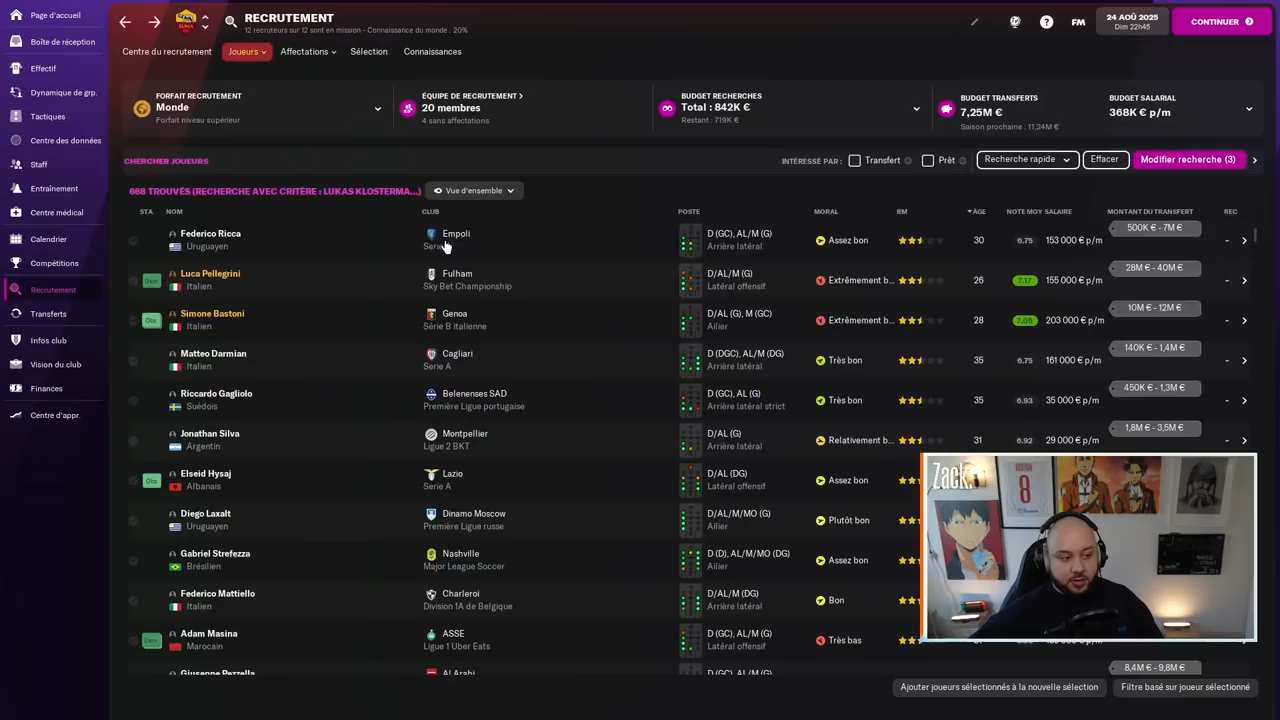 Page d'accueil
Boîte de réception
Effectif
Dynamique de grp.
Tactiques
Centre des données
Staff
Entraînement
Centre médical
Calendrier
Compétitions
Recrutement
Transferts
Infos club
Vision du club
Finances
Centre d'appr.
RECRUTEMENT
12 recruteurs sur 12 sont en mission - Connaissance du monde : 20%
FM
24 AOÛ 2025
Dim 22h45
CONTINUER
Centre du recrutement
Joueurs
Affectations
Sélection
Connaissances
FORFAIT RECRUTEMENT
Monde
Forfait niveau supérieur
ÉQUIPE DE RECRUTEMENT >
20 membres
4 sans affectations
BUDGET RECHERCHES
Total : 842K €
Restant : 719K €
BUDGET TRANSFERTS
7,25M €
Saison prochaine : 11,24M €
BUDGET SALARIAL
368K € p/m
CHERCHER JOUEURS
INTÉRESSÉ PAR :
Transfert
Prêt
Recherche rapide
Effacer
Modifier recherche (3)
668 TROUVÉS (RECHERCHE AVEC CRITÈRE : LUKAS KLOSTERMA...)
Vue d'ensemble
STA NOM CLUB POSTE MORAL RM ÂGE NOTE MOY SALAIRE MONTANT DU TRANSFERT REC
Federico Ricca Empoli D (GC), AL/M (G) Assez bon 30 6.75 153 000 € p/m 500K € - 7M € -
Uruguayen Arrière latéral
Dem Luca Pellegrini Fulham D/AL/M (G) Extrêmement b... 26 7.17 155 000 € p/m 28M € - 40M € -
Italien Sky Bet Championship Latéral offensif
Obs Simone Bastoni Genoa D/AL (G), M (GC) Extrêmement b... 28 7.05 203 000 € p/m 10M € - 12M € -
Italien Série B italienne Ailier
Matteo Darmian Cagliari D (DGC), AL/M (DG) Très bon 35 6.75 161 000 € p/m 140K € - 1,4M € -
Italien Serie A Arrière latéral
Riccardo Gagliolo Belenenses SAD D (GC), AL (G) Très bon 35 6.93 35 000 € p/m 450K € - 1,3M € -
Suédois Première Ligue portugaise Arrière latéral strict
Jonathan Silva Montpellier D/AL (G) Relativement b... 31 6.92 29 000 € p/m 1,8M € - 3,5M € -
Argentin Ligue 2 BKT Arrière latéral
Obs Elseid Hysaj Lazio D/AL (DG) Assez bon
Albanais Serie A Latéral offensif
Diego Laxalt Dinamo Moscow D/AL/M/MO (G) Plutôt bon
Uruguayen Première Ligue russe Ailier
Gabriel Strefezza Nashville D (D), AL/M/MO (DG) Assez bon
Brésilien Major League Soccer Ailier
Federico Mattiello Charleroi D/AL/M (DG) Bon
Italien Division 1A de Belgique Arrière latéral
Dem Adam Masina ASSE D (GC), AL/M (G) Très bas
Marocain Ligue 1 Uber Eats Latéral offensif
Giuseppe Pezzella Al Arabi D (GC), AL/M (G) 8,4M € - 9,8M €
Zack.
8
Ajouter joueurs sélectionnés à la nouvelle sélection
Filtre basé sur joueur sélectionné